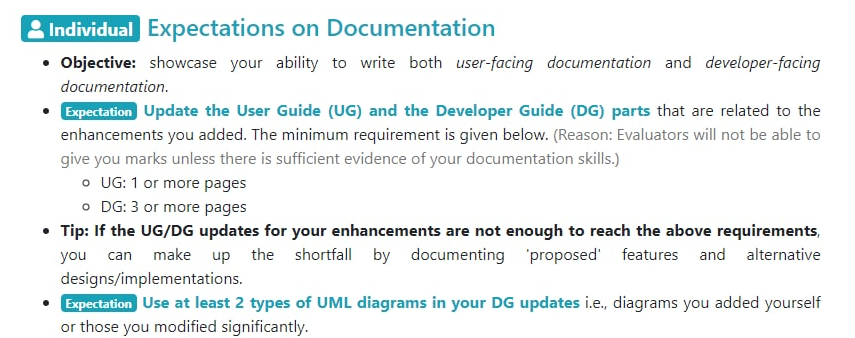 Individual Expectations on Documentation
• Objective: showcase your ability to write both user-facing documentation and developer-facing
documentation.
• Expectation Update the User Guide (UG) and the Developer Guide (DG) parts that are related to the
enhancements you added. The minimum requirement is given below. (Reason: Evaluators will not be able to
give you marks unless there is sufficient evidence of your documentation skills.)
○ UG: 1 or more pages
○ DG: 3 or more pages
• Tip: If the UG/DG updates for your enhancements are not enough to reach the above requirements,
you can make up the shortfall by documenting 'proposed' features and alternative
designs/implementations.
• Expectation Use at least 2 types of UML diagrams in your DG updates i.e., diagrams you added yourself
or those you modified significantly.